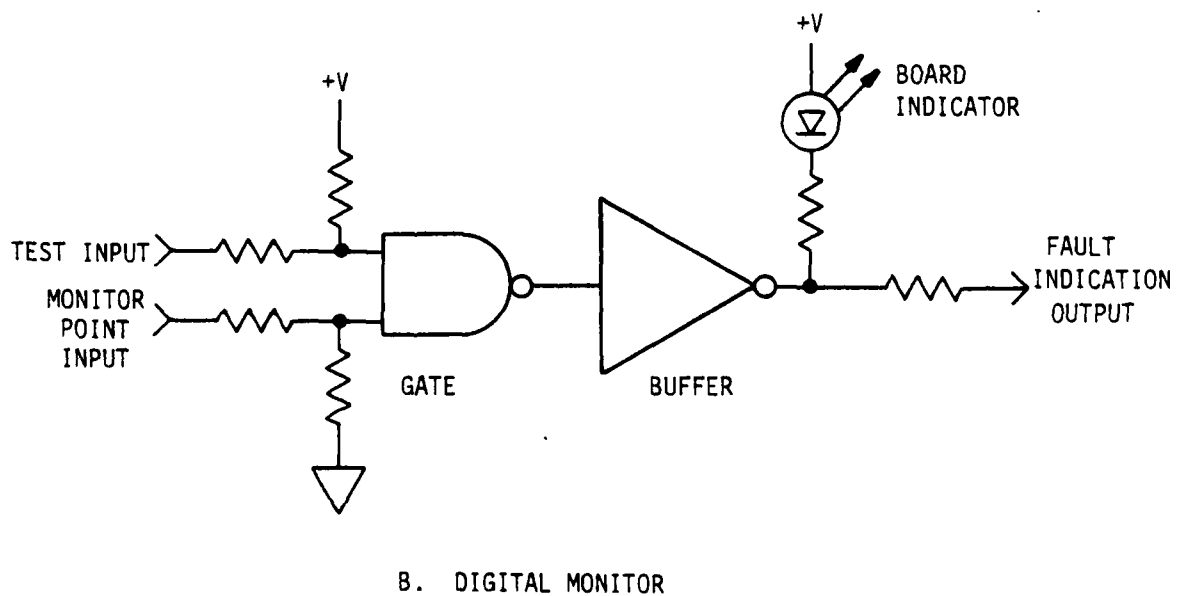 +V
BOARD
INDICATOR
+V
TEST INPUT
MONITOR
POINT
INPUT
GATE
BUFFER
FAULT
INDICATION
OUTPUT
B. DIGITAL MONITOR